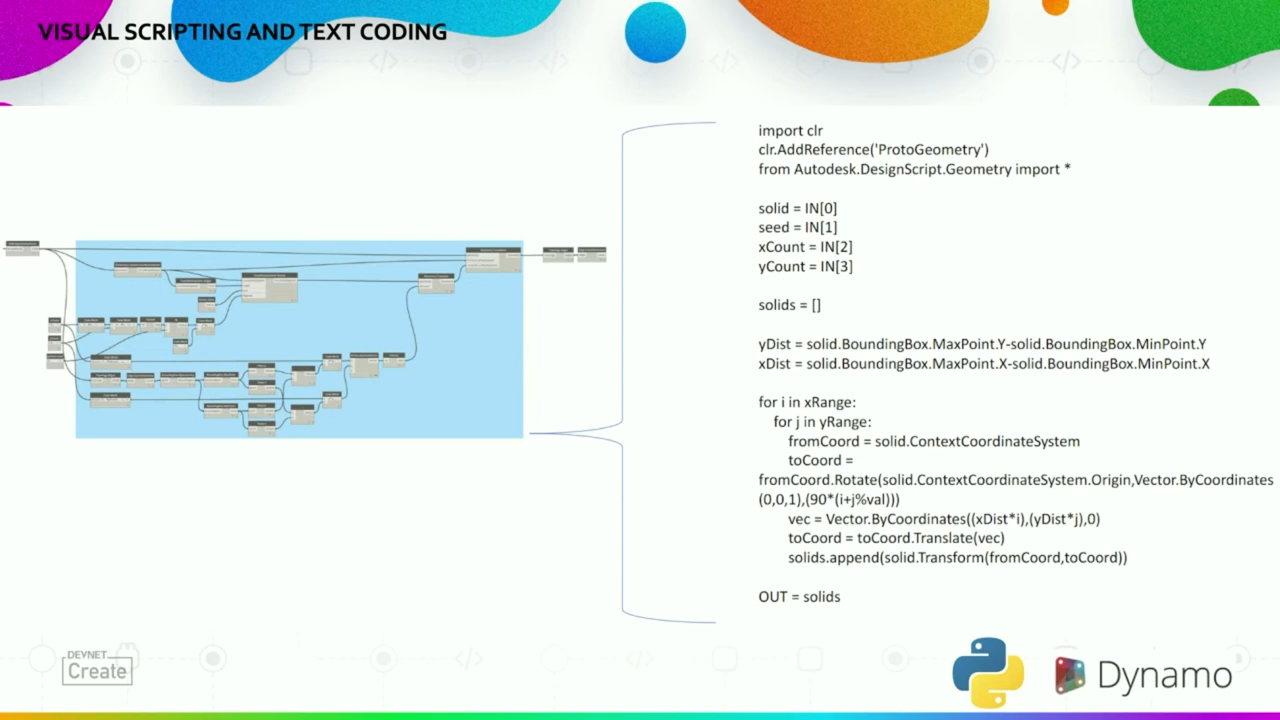 VISUAL SCRIPTING AND TEXT CODING
import clr
clr.AddReference('ProtoGeometry')
from Autodesk.DesignScript.Geometry import *
solid = IN[0]
seed = IN[1]
xCount = IN[2]
yCount = IN[3]
solids = []
yDist = solid.BoundingBox.MaxPoint.Y-solid.BoundingBox.MinPoint.Y
xDist = solid.BoundingBox.MaxPoint.X-solid.BoundingBox.MinPoint.X
for i in xRange:
for j in yRange:
fromCoord = solid.ContextCoordinateSystem
toCoord =
fromCoord.Rotate(solid.ContextCoordinateSystem.Origin,Vector.ByCoordinates
(0,0,1),(90*(i+j%val)))
vec = Vector.ByCoordinates((xDist*i),(yDist*j),0)
toCoord = toCoord.Translate(vec)
solids.append(solid.Transform(fromCoord,toCoord))
OUT = solids
DEVNET
Create
Dynamo